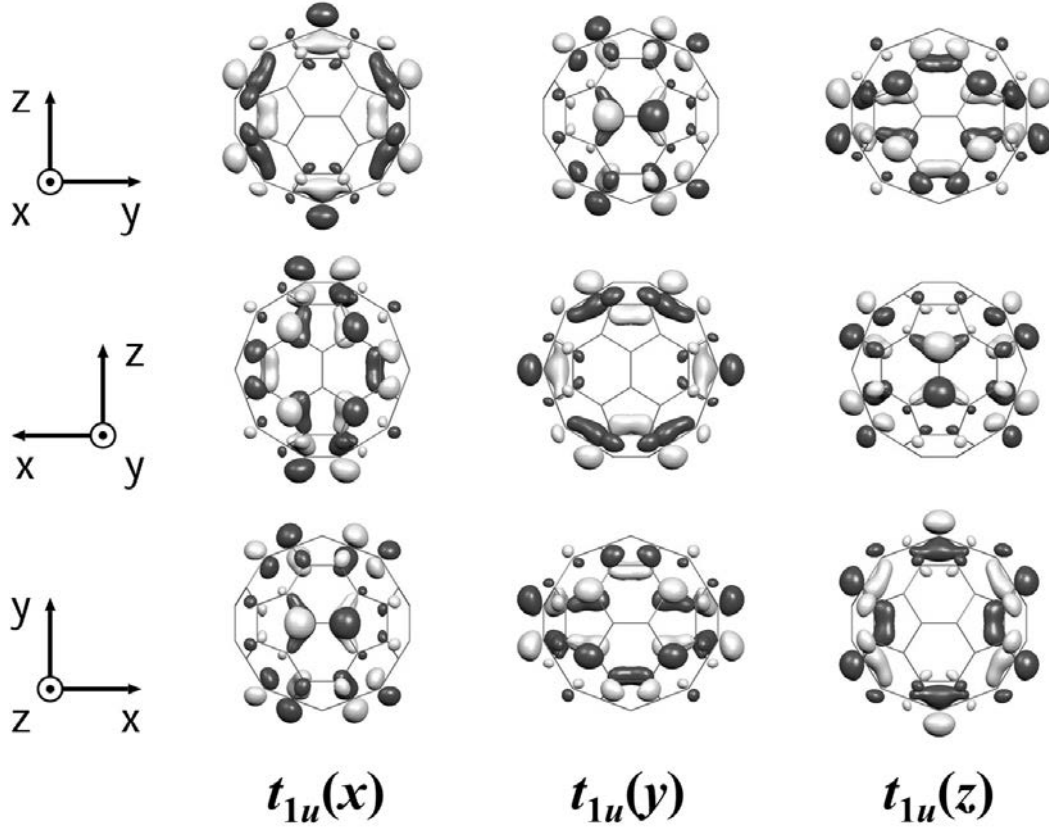 z
x y
z
x y
y
z x
t1u(x) t1u(y) t1u(z)